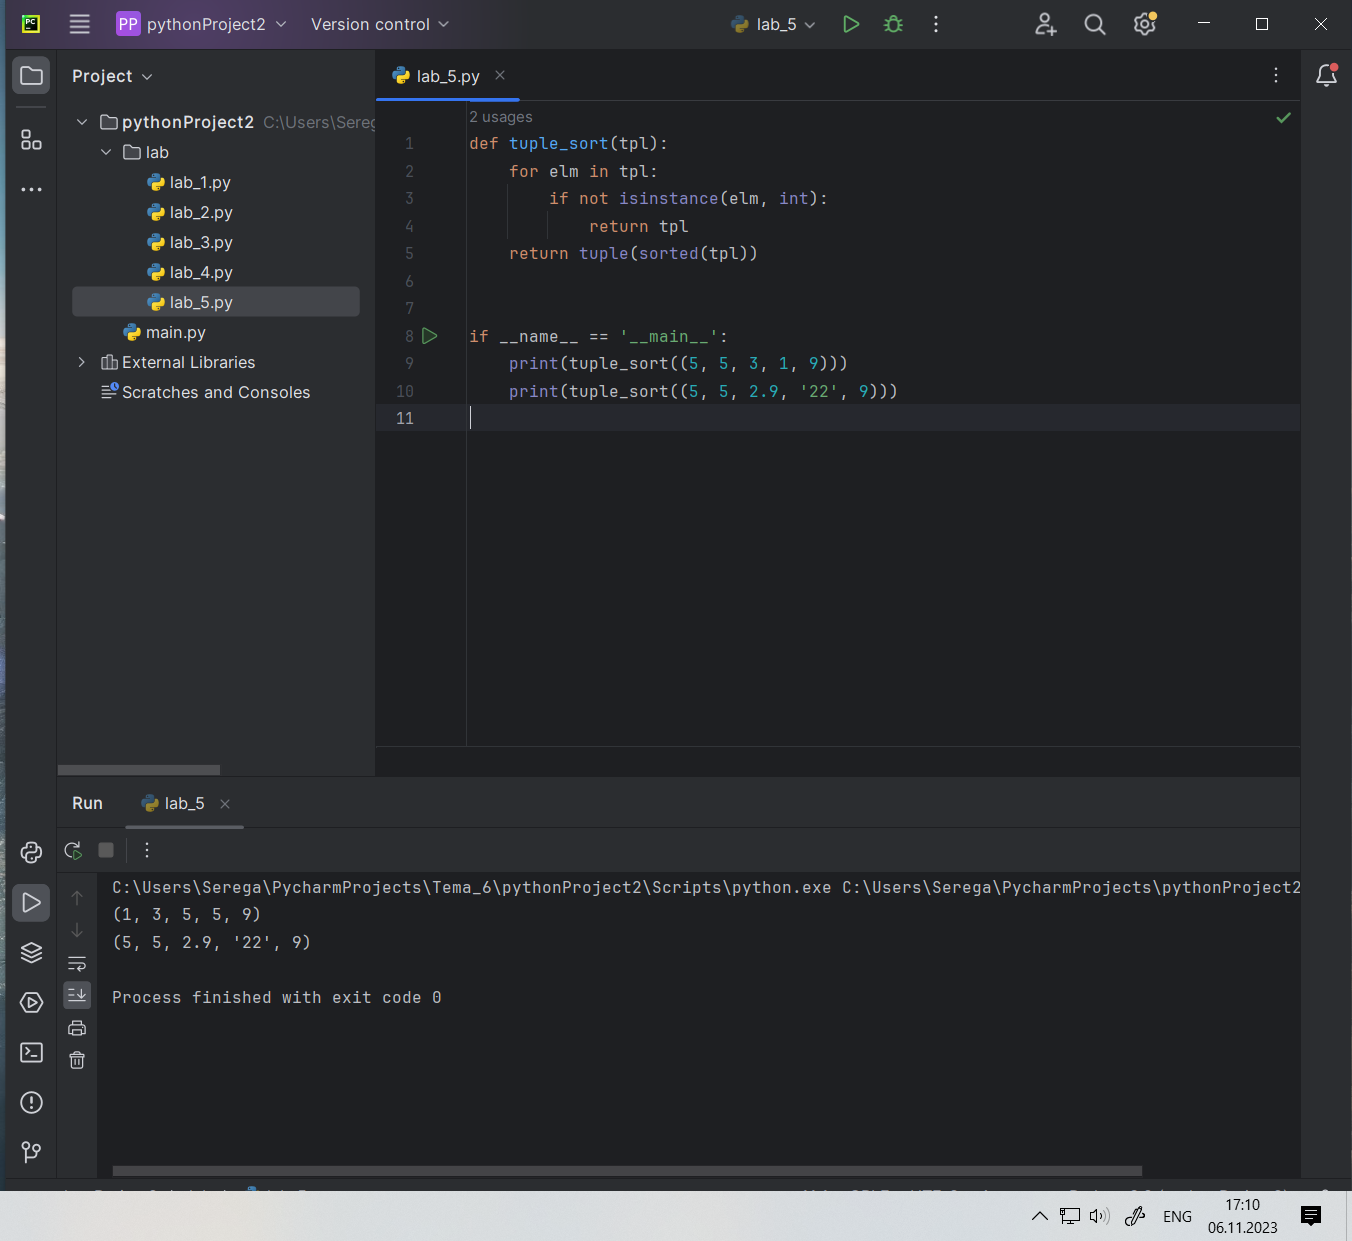 PC
PP pythonProject2 Version control lab_5
Project
lab_5.py
pythonProject2 C:\Users\Sereg
lab
lab_1.py
lab_2.py
lab_3.py
lab_4.py
lab_5.py
main.py
External Libraries
Scratches and Consoles
2 usages
1 def tuple_sort(tpl):
2     for elm in tpl:
3         if not isinstance(elm, int):
4             return tpl
5     return tuple(sorted(tpl))
6
7
8 if __name__ == '__main__':
9     print(tuple_sort((5, 5, 3, 1, 9)))
10     print(tuple_sort((5, 5, 2.9, '22', 9)))
11
Run lab_5
C:\Users\Serega\PycharmProjects\Tema_6\pythonProject2\Scripts\python.exe C:\Users\Serega\PycharmProjects\pythonProject2
(1, 3, 5, 5, 9)
(5, 5, 2.9, '22', 9)
Process finished with exit code 0
ENG
17:10
06.11.2023